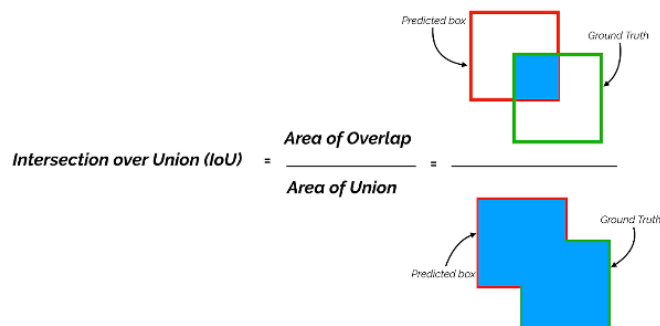 Predicted box
Ground Truth
Intersection over Union (IoU) = Area of Overlap
Area of Union =
Ground Truth
Predicted box